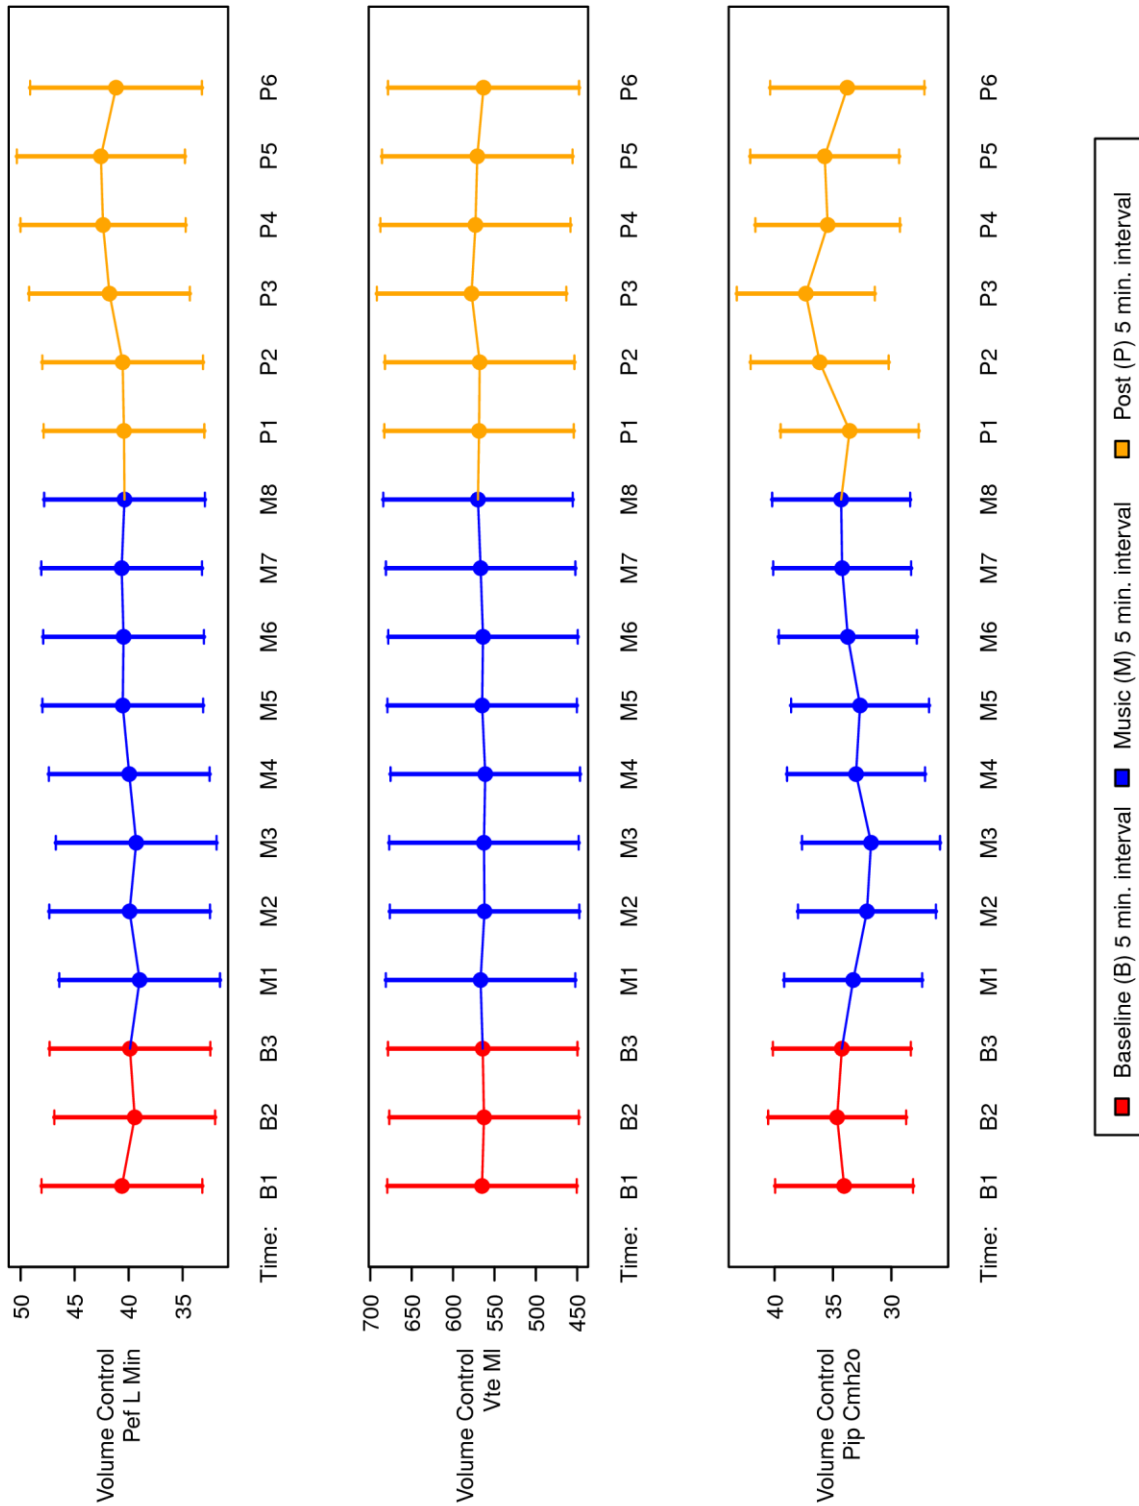 Volume Control
Pef L Min
50
45
40
35
Time: B1 B2 B3 M1 M2 M3 M4 M5 M6 M7 M8 P1 P2 P3 P4 P5 P6
Volume Control
Vte Ml
700
650
600
550
500
450
Time: B1 B2 B3 M1 M2 M3 M4 M5 M6 M7 M8 P1 P2 P3 P4 P5 P6
Volume Control
Pip Cmh2o
40
35
30
Time: B1 B2 B3 M1 M2 M3 M4 M5 M6 M7 M8 P1 P2 P3 P4 P5 P6
Baseline (B) 5 min. interval Music (M) 5 min. interval Post (P) 5 min. interval